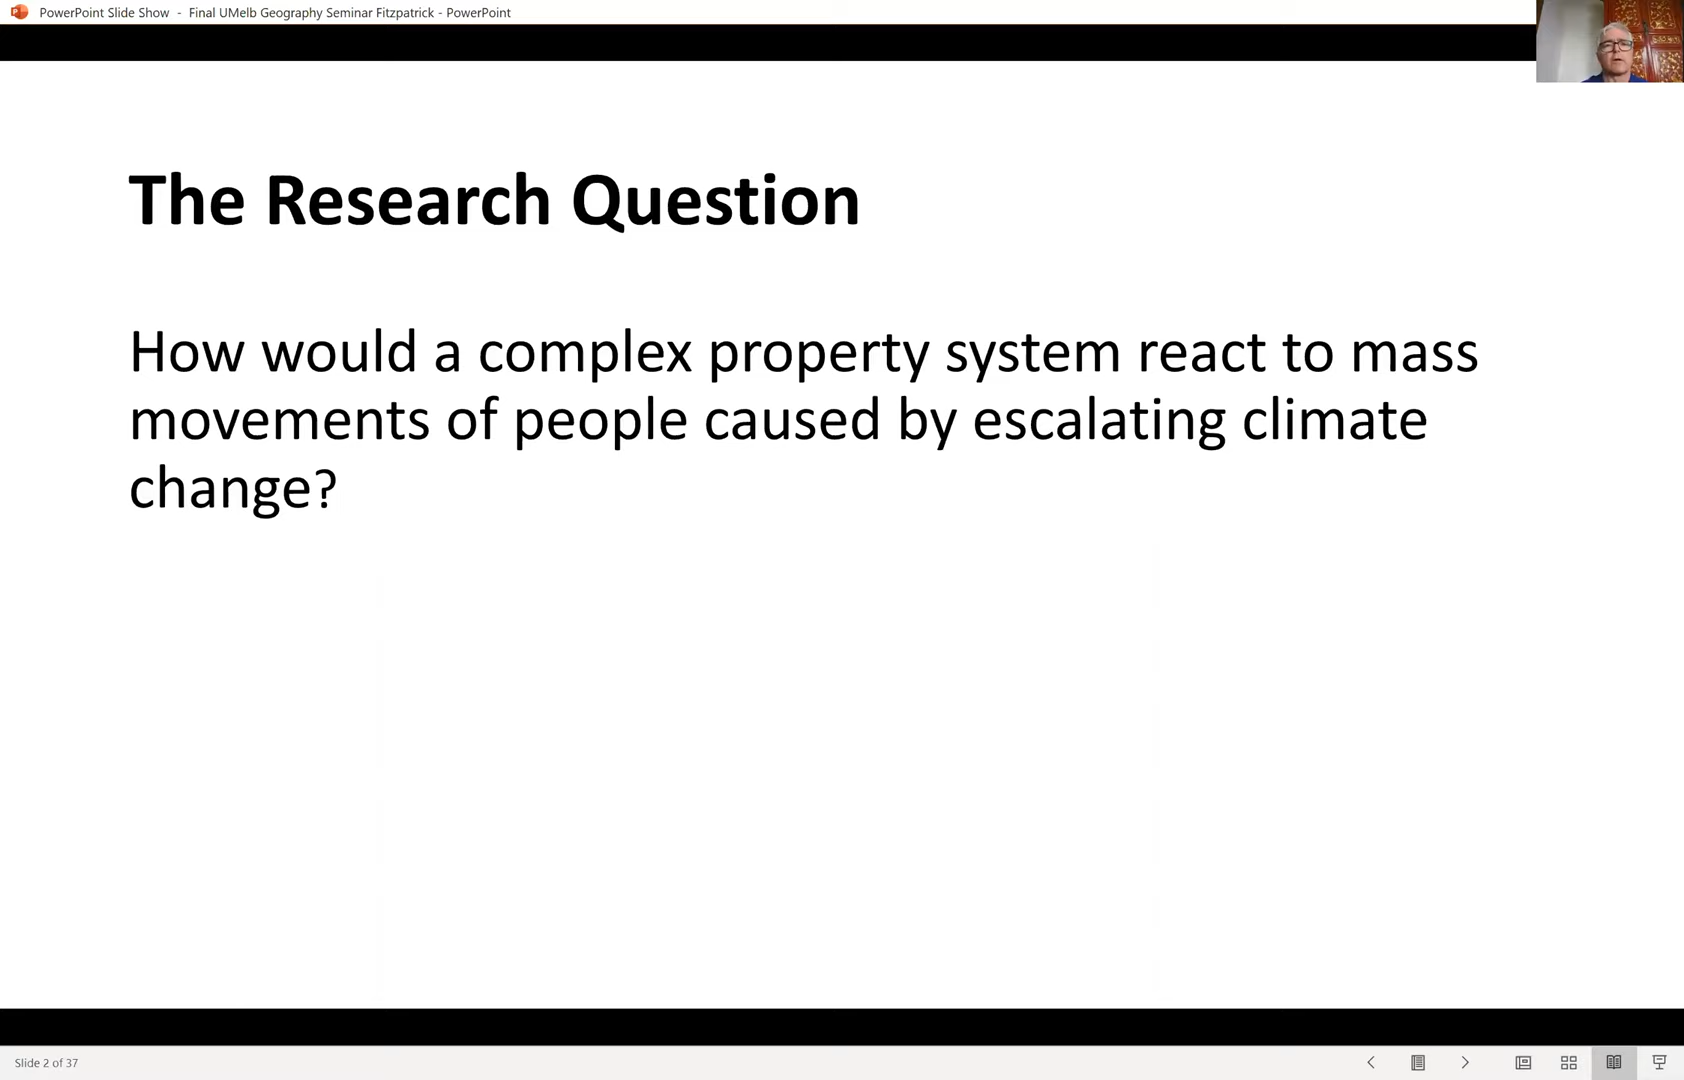 PowerPoint Slide Show - Final UMelb Geography Seminar Fitzpatrick - PowerPoint
The Research Question
How would a complex property system react to mass
movements of people caused by escalating climate
change?
Slide 2 of 37